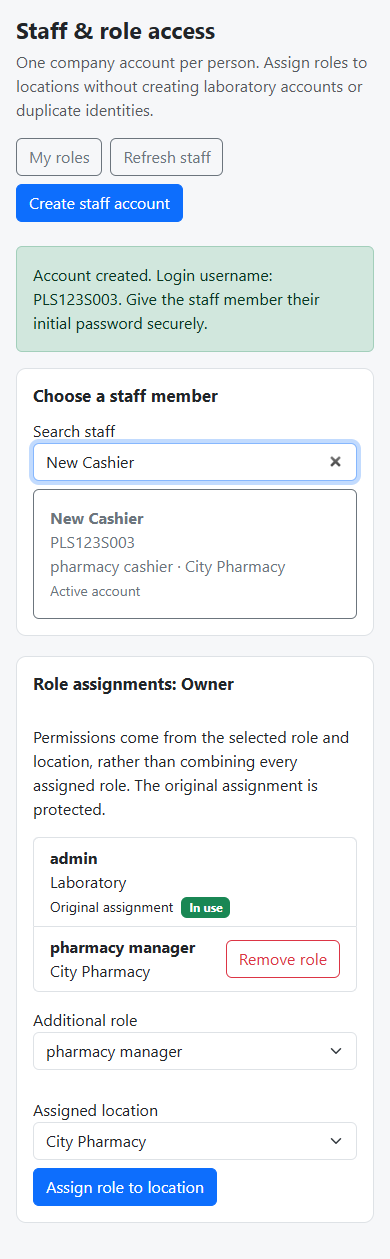 Staff & role access
One company account per person. Assign roles to
locations without creating laboratory accounts or
duplicate identities.
My roles
Refresh staff
Create staff account
Account created. Login username:
PLS123S003. Give the staff member their
initial password securely.
Choose a staff member
Search staff
New Cashier
New Cashier
PLS123S003
pharmacy cashier · City Pharmacy
Active account
Role assignments: Owner
Permissions come from the selected role and
location, rather than combining every
assigned role. The original assignment is
protected.
admin
Laboratory
Original assignment In use
pharmacy manager
City Pharmacy
Remove role
Additional role
pharmacy manager
Assigned location
City Pharmacy
Assign role to location